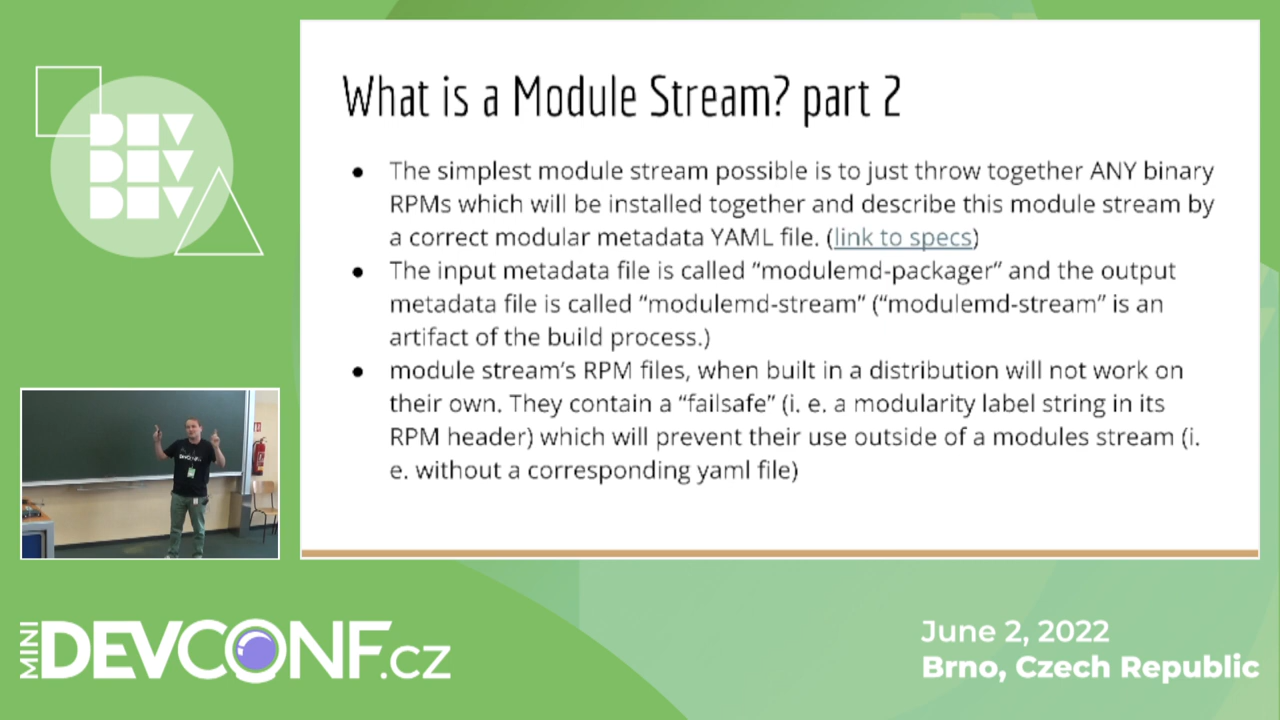 DEV
DEV
DEV
What is a Module Stream? part 2
● The simplest module stream possible is to just throw together ANY binary
RPMs which will be installed together and describe this module stream by
a correct modular metadata YAML file. (link to specs)
● The input metadata file is called “modulemd-packager” and the output
metadata file is called “modulemd-stream” (“modulemd-stream” is an
artifact of the build process.)
● module stream’s RPM files, when built in a distribution will not work on
their own. They contain a “failsafe” (i. e. a modularity label string in its
RPM header) which will prevent their use outside of a modules stream (i.
e. without a corresponding yaml file)
MINI DEVCONF.CZ
June 2, 2022
Brno, Czech Republic